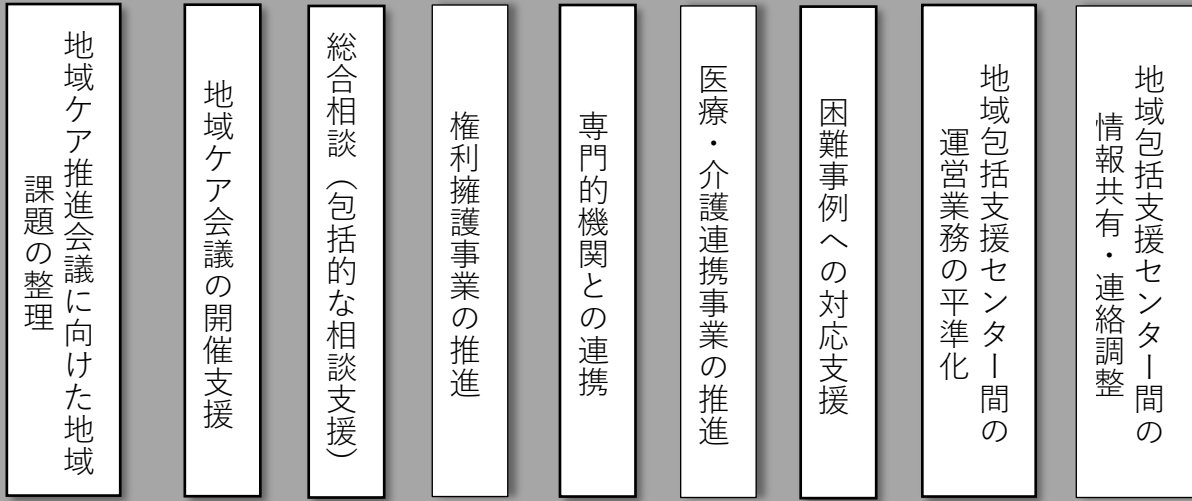 地域包括支援センター間の
情報共有・連絡調整
地域包括支援センター間の
運営業務の平準化
困難事例への対応支援
医療・介護連携事業の推進
専門的機関との連携
権利擁護事業の推進
総合相談（包括的な相談支援）
地域ケア会議の開催支援
地域ケア推進会議に向けた地域
課題の整理